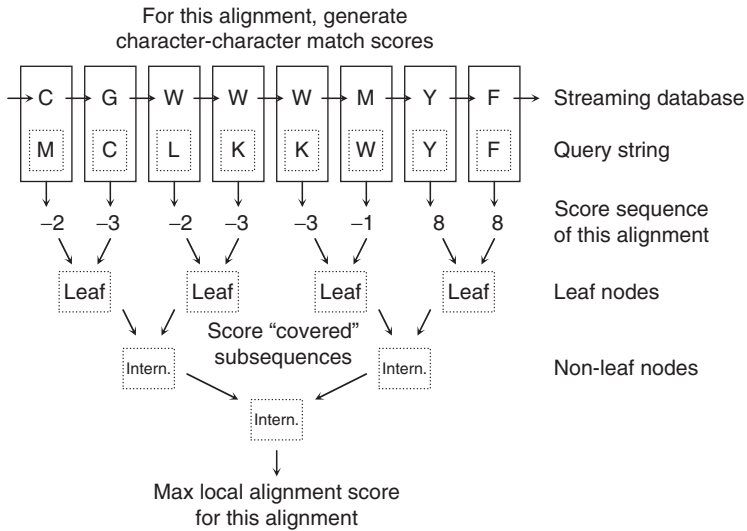 For this alignment, generate
character-character match scores
C G W W W M Y F Streaming database
M C L K K W Y F Query string
–2 –3 –2 –3 –3 –1 8 8
Score sequence
of this alignment
Leaf Leaf Leaf Leaf Leaf nodes
Score “covered”
subsequences
Intern. Intern. Non-leaf nodes
Intern.
Max local alignment score
for this alignment